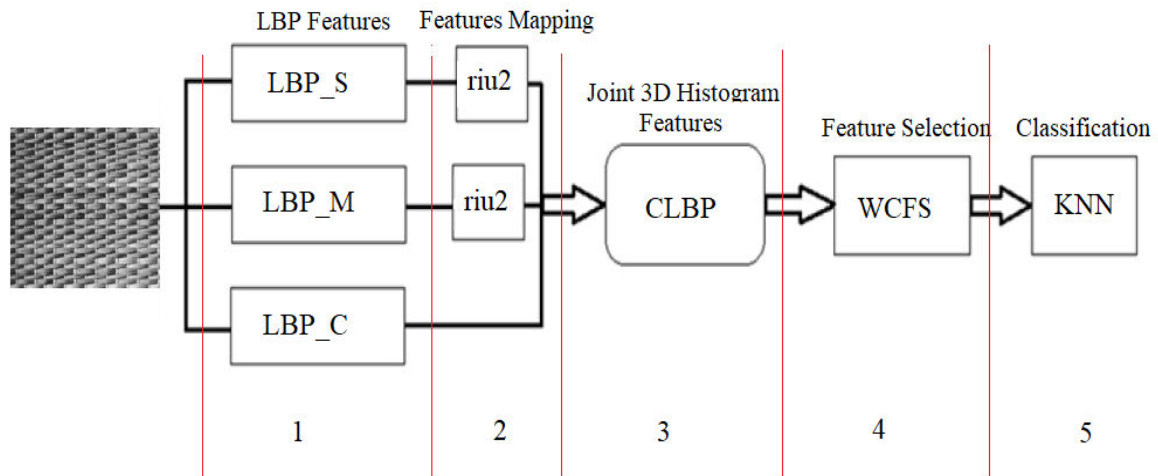 LBP Features
Features Mapping
LBP_S
riu2
Joint 3D Histogram
Features
Feature Selection
Classification
LBP_M
riu2
CLBP
WCFS
KNN
LBP_C
1
2
3
4
5